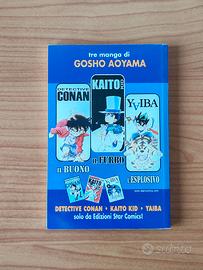 tre manga di
GOSHO AOYAMA
DETECTIVE
CONAN
KAITO
YAIBA
IL BUONO
IL FURBO
L'ESPLOSIVO
DETECTIVE CONAN • KAITO KID • YAIBA
solo da Edizioni Star Comics!
Subito